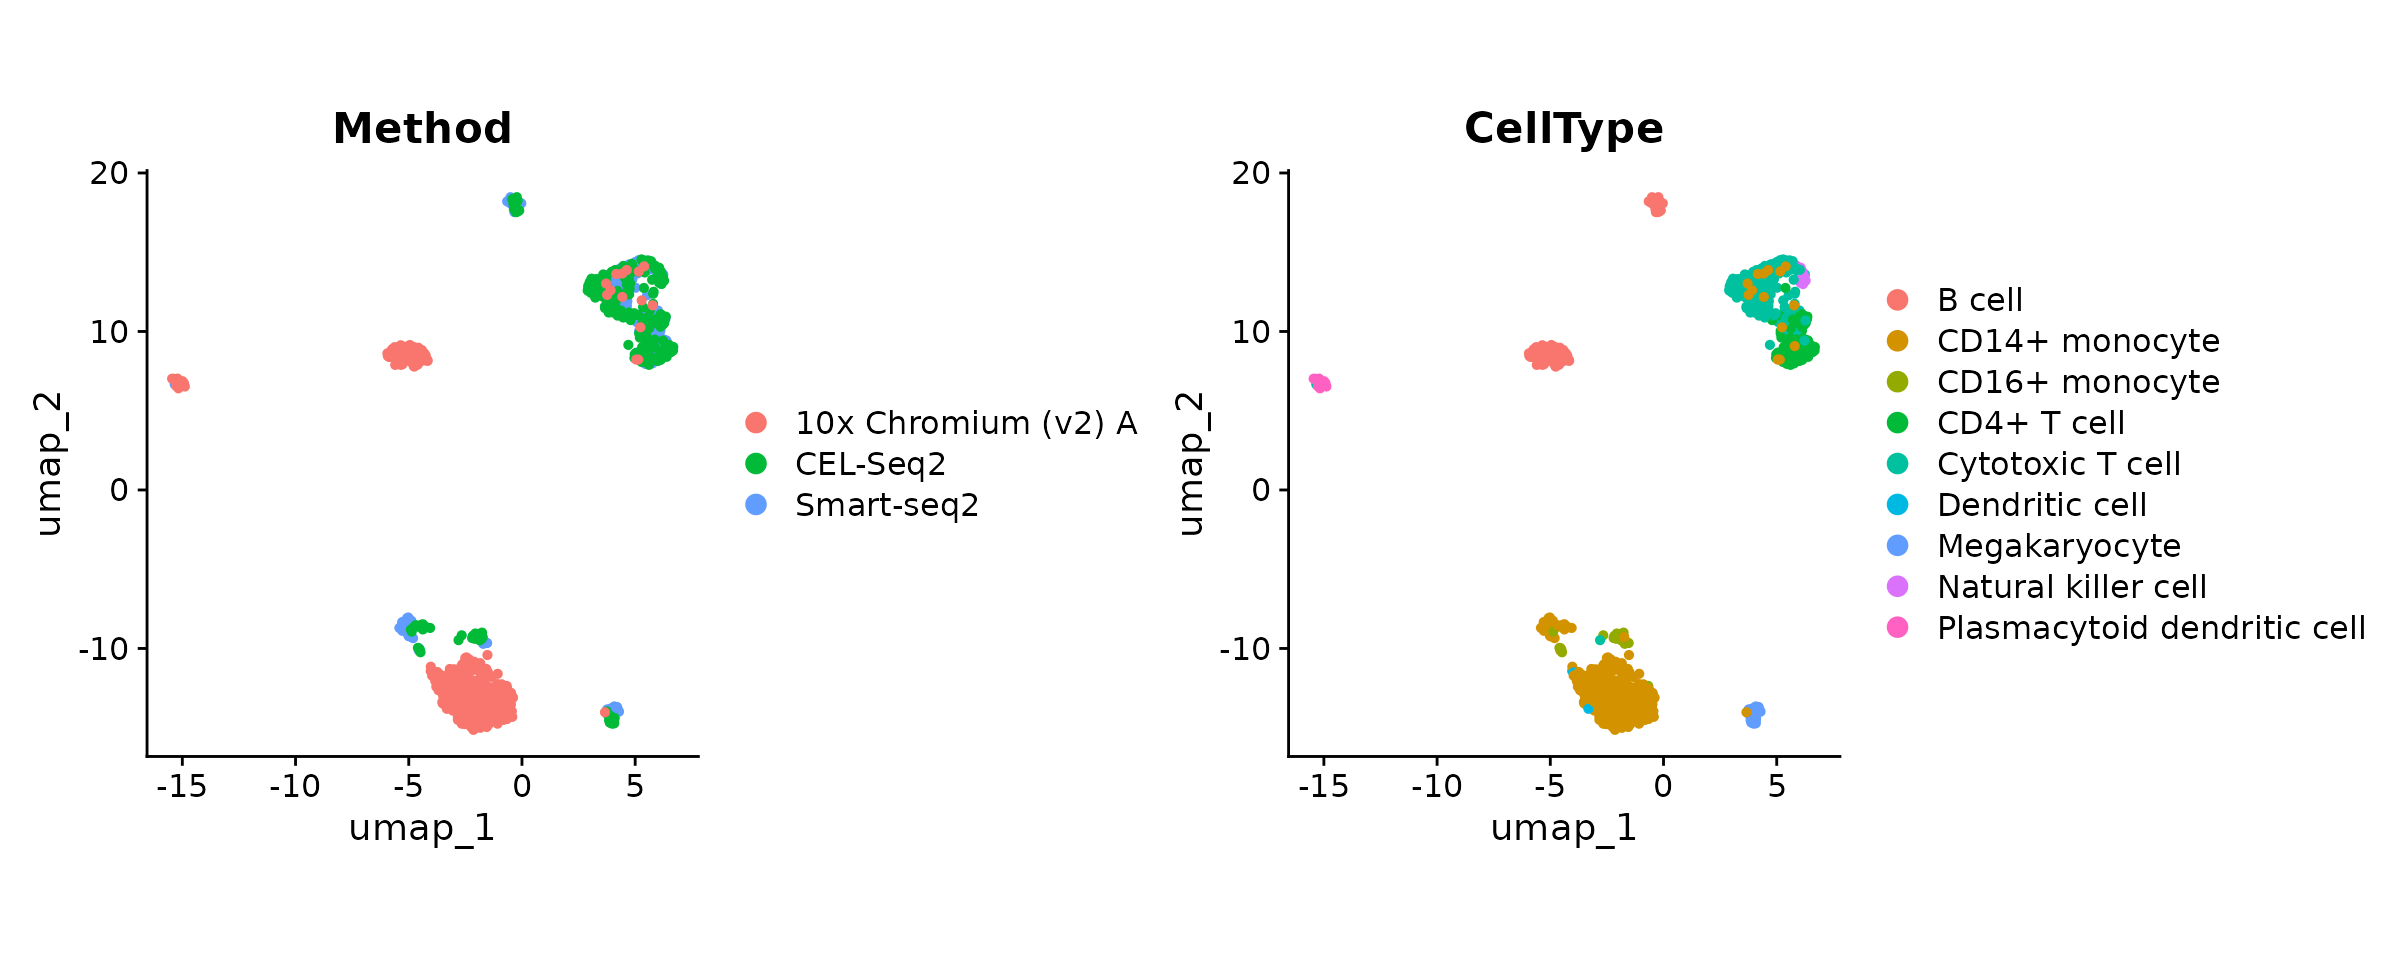 Method
20
10
0
-10
umap_2
-15 -10 -5 0 5
umap_1
10x Chromium (v2) A
CEL-Seq2
Smart-seq2
CellType
20
10
0
-10
umap_2
-15 -10 -5 0 5
umap_1
B cell
CD14+ monocyte
CD16+ monocyte
CD4+ T cell
Cytotoxic T cell
Dendritic cell
Megakaryocyte
Natural killer cell
Plasmacytoid dendritic cell